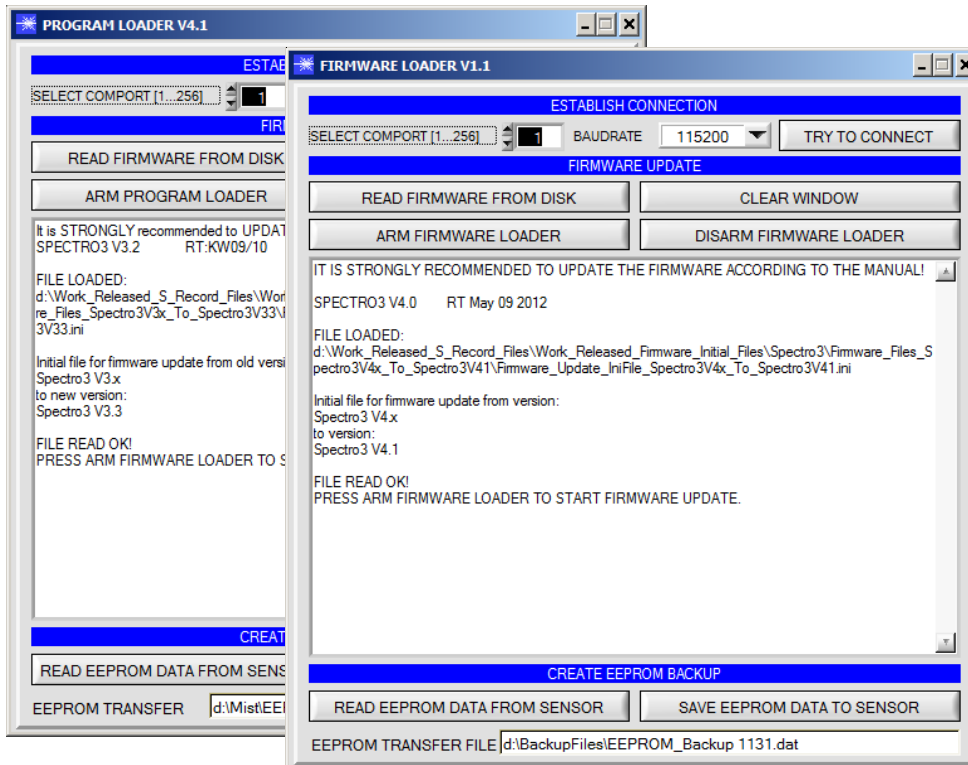 PROGRAM LOADER V4.1
ESTAB
SELECT COMPORT [1...256] 1
FIR
READ FIRMWARE FROM DISK
ARM PROGRAM LOADER
It is STRONGLY recommended to UPDAT
SPECTRO3 V3.2 RT:KW09/10
FILE LOADED:
d:\Work_Released_S_Record_Files\Wor
re_Files_Spectro3V3x_To_Spectro3V33\
3V33.ini
Initial file for firmware update from old versi
Spectro3 V3.x
to new version:
Spectro3 V3.3
FILE READ OK!
PRESS ARM FIRMWARE LOADER TO S
CREAT
READ EEPROM DATA FROM SENS
EEPROM TRANSFER d:\Mist\EEI
FIRMWARE LOADER V1.1
ESTABLISH CONNECTION
SELECT COMPORT [1...256] 1 BAUDRATE 115200 TRY TO CONNECT
FIRMWARE UPDATE
READ FIRMWARE FROM DISK CLEAR WINDOW
ARM FIRMWARE LOADER DISARM FIRMWARE LOADER
IT IS STRONGLY RECOMMENDED TO UPDATE THE FIRMWARE ACCORDING TO THE MANUAL!
SPECTRO3 V4.0 RT May 09 2012
FILE LOADED:
d:\Work_Released_S_Record_Files\Work_Released_Firmware_Initial_Files\Spectro3\Firmware_Files_S
pectro3V4x_To_Spectro3V41\Firmware_Update_IniFile_Spectro3V4x_To_Spectro3V41.ini
Initial file for firmware update from version:
Spectro3 V4.x
to version:
Spectro3 V4.1
FILE READ OK!
PRESS ARM FIRMWARE LOADER TO START FIRMWARE UPDATE.
CREATE EEPROM BACKUP
READ EEPROM DATA FROM SENSOR SAVE EEPROM DATA TO SENSOR
EEPROM TRANSFER FILE d:\BackupFiles\EEPROM_Backup 1131.dat